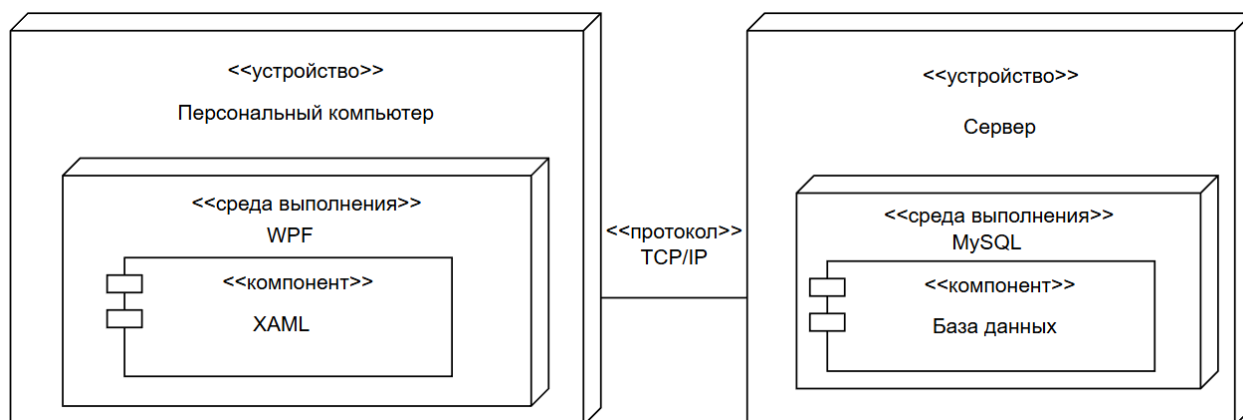 <<устройство>>
Персональный компьютер
<<среда выполнения>>
WPF
<<компонент>>
XAML
<<протокол>>
TCP/IP
<<устройство>>
Сервер
<<среда выполнения>>
MySQL
<<компонент>>
База данных